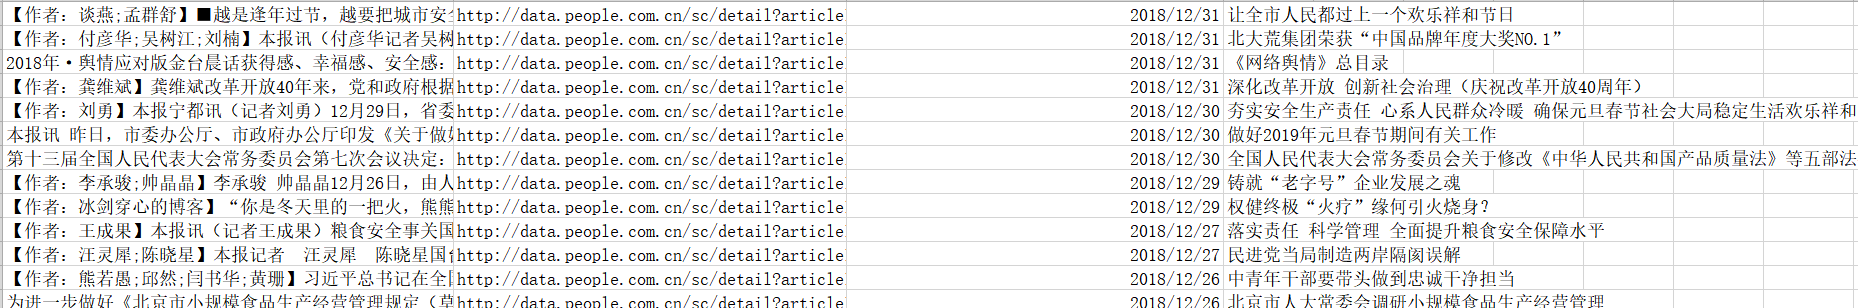 【作者：谈燕;孟群舒】■越是逢年过节，越要把城市安全 http://data.people.com.cn/sc/detail?article 2018/12/31 让全市人民都过上一个欢乐祥和节日
【作者：付彦华;吴树江;刘楠】本报讯（付彦华记者吴树 http://data.people.com.cn/sc/detail?article 2018/12/31 北大荒集团荣获“中国品牌年度大奖NO.1”
2018年·舆情应对版金台晨话获得感、幸福感、安全感： http://data.people.com.cn/sc/detail?article 2018/12/31 《网络舆情》总目录
【作者：龚维斌】龚维斌改革开放40年来，党和政府根据 http://data.people.com.cn/sc/detail?article 2018/12/31 深化改革开放 创新社会治理（庆祝改革开放40周年）
【作者：刘勇】本报宁都讯（记者刘勇）12月29日，省委 http://data.people.com.cn/sc/detail?article 2018/12/30 夯实安全生产责任 心系人民群众冷暖 确保元旦春节社会大局稳定生活欢乐祥和
本报讯 昨日，市委办公厅、市政府办公厅印发《关于做好 http://data.people.com.cn/sc/detail?article 2018/12/30 做好2019年元旦春节期间有关工作
第十三届全国人民代表大会常务委员会第七次会议决定： http://data.people.com.cn/sc/detail?article 2018/12/30 全国人民代表大会常务委员会关于修改《中华人民共和国产品质量法》等五部法
【作者：李承骏;帅晶晶】李承骏 帅晶晶12月26日，由人 http://data.people.com.cn/sc/detail?article 2018/12/29 铸就“老字号”企业发展之魂
【作者：冰剑穿心的博客】“你是冬天里的一把火，熊熊 http://data.people.com.cn/sc/detail?article 2018/12/29 权健终极“火疗”缘何引火烧身？
【作者：王成果】本报讯（记者王成果）粮食安全事关国 http://data.people.com.cn/sc/detail?article 2018/12/27 落实责任 科学管理 全面提升粮食安全保障水平
【作者：汪灵犀;陈晓星】本报记者　汪灵犀　陈晓星国台 http://data.people.com.cn/sc/detail?article 2018/12/27 民进党当局制造两岸隔阂误解
【作者：熊若愚;邱然;闫书华;黄珊】习近平总书记在全国 http://data.people.com.cn/sc/detail?article 2018/12/26 中青年干部要带头做到忠诚干净担当
为进一步做好《北京市小规模食品生产经营管理规定（草 http://data.people.com.cn/sc/detail?article 2018/12/26 北京市人大常委会调研小规模食品生产经营管理